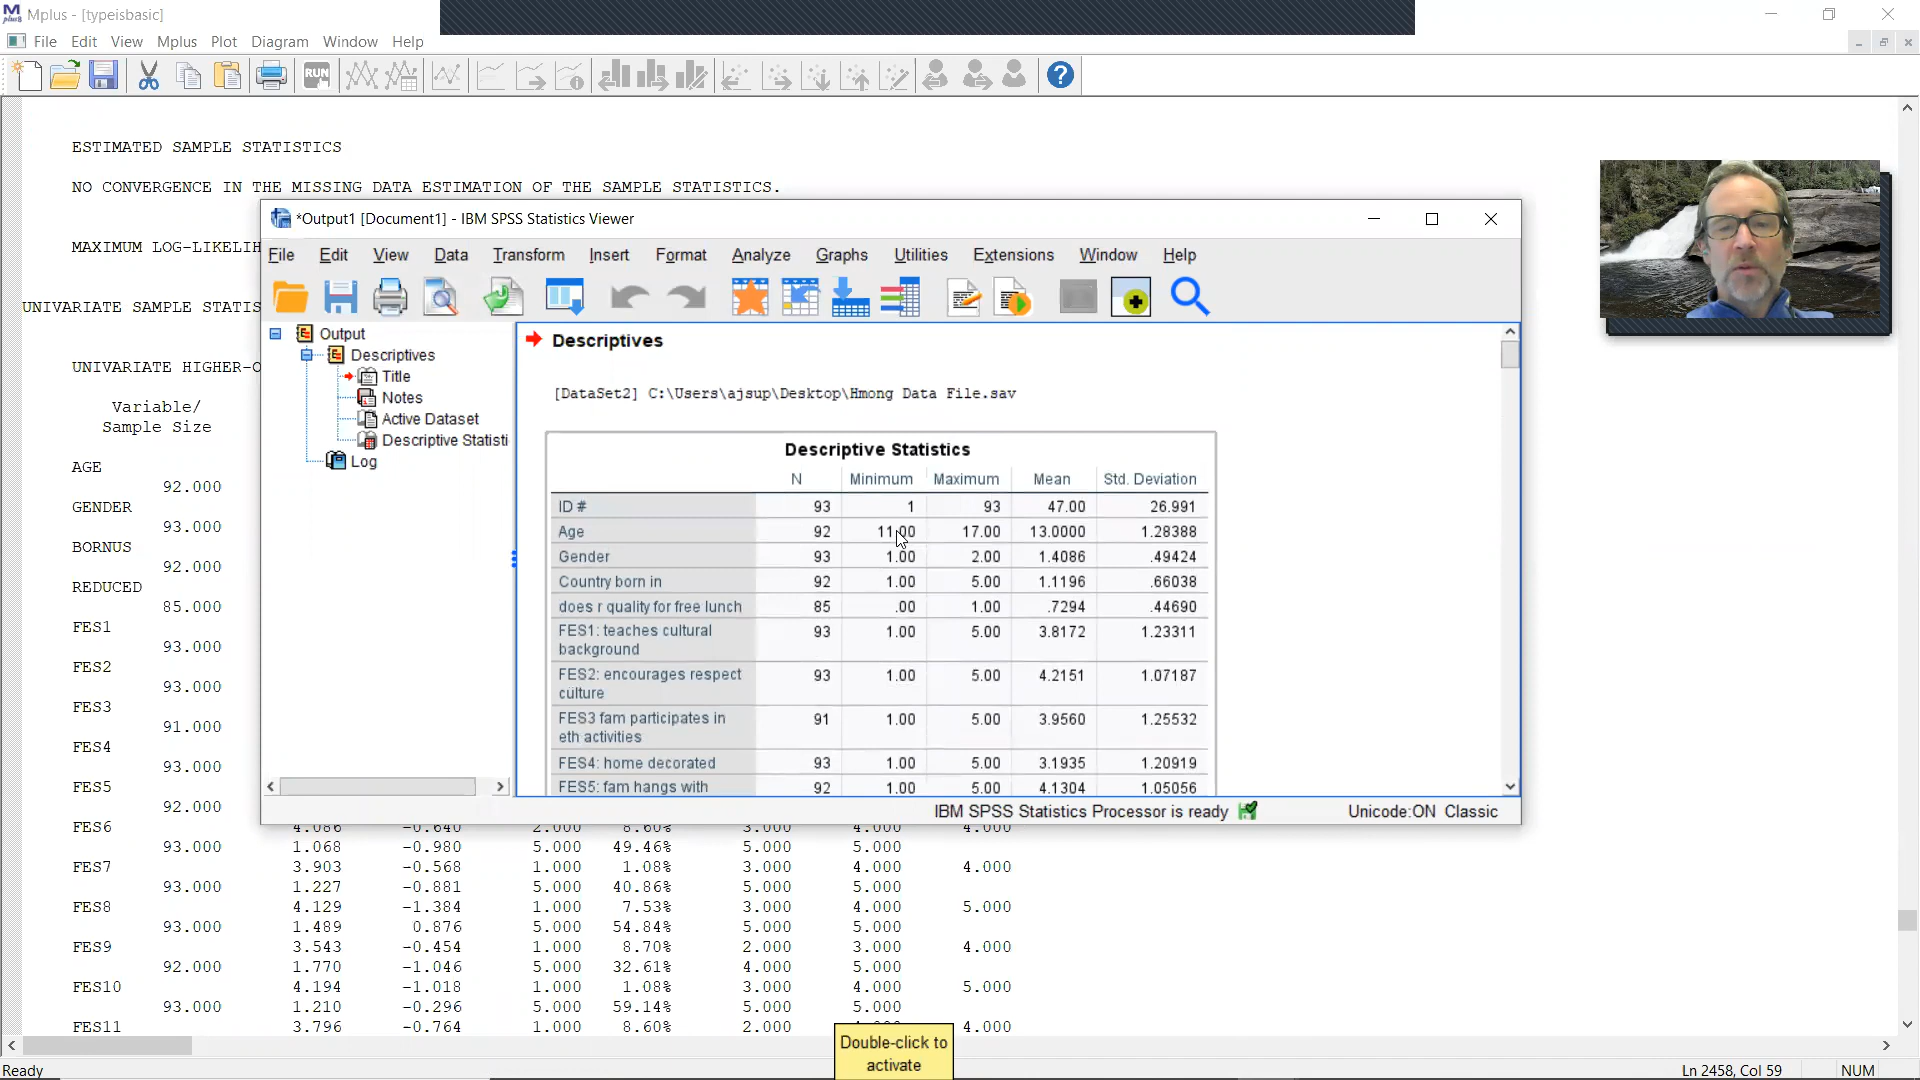 Mplus - [typeisbasic]
File Edit View Mplus Plot Diagram Window Help
RUN
ESTIMATED SAMPLE STATISTICS
NO CONVERGENCE IN THE MISSING DATA ESTIMATION OF THE SAMPLE STATISTICS.
*Output1 [Document1] - IBM SPSS Statistics Viewer
MAXIMUM LOG-LIKELIH
File Edit View Data Transform Insert Format Analyze Graphs Utilities Extensions Window Help
UNIVARIATE SAMPLE STATIS
UNIVARIATE HIGHER-O
Variable/
Sample Size
AGE
92.000
GENDER
93.000
BORNUS
92.000
REDUCED
85.000
FES1
93.000
FES2
93.000
FES3
91.000
FES4
93.000
FES5
92.000
Output
Descriptives
Title
Notes
Active Dataset
Descriptive Statisti
Log
Descriptives
[DataSet2] C:\Users\ajsup\Desktop\Hmong Data File.sav
Descriptive Statistics
N Minimum Maximum Mean Std. Deviation
ID # 93 1 93 47.00 26.991
Age 92 11.00 17.00 13.0000 1.28388
Gender 93 1.00 2.00 1.4086 .49424
Country born in 92 1.00 5.00 1.1196 .66038
does r quality for free lunch 85 .00 1.00 .7294 .44690
FES1: teaches cultural background 93 1.00 5.00 3.8172 1.23311
FES2: encourages respect culture 93 1.00 5.00 4.2151 1.07187
FES3 fam participates in eth activities 91 1.00 5.00 3.9560 1.25532
FES4: home decorated 93 1.00 5.00 3.1935 1.20919
FES5: fam hangs with 92 1.00 5.00 4.1304 1.05056
IBM SPSS Statistics Processor is ready Unicode:ON Classic
FES6 4.086 -0.640 2.000 8.60% 3.000 4.000 4.000
93.000 1.068 -0.980 5.000 49.46% 5.000 5.000
FES7 3.903 -0.568 1.000 1.08% 3.000 4.000 4.000
93.000 1.227 -0.881 5.000 40.86% 5.000 5.000
FES8 4.129 -1.384 1.000 7.53% 3.000 4.000 5.000
93.000 1.489 0.876 5.000 54.84% 5.000 5.000
FES9 3.543 -0.454 1.000 8.70% 2.000 3.000 4.000
92.000 1.770 -1.046 5.000 32.61% 4.000 5.000
FES10 4.194 -1.018 1.000 1.08% 3.000 4.000 5.000
93.000 1.210 -0.296 5.000 59.14% 5.000 5.000
FES11 3.796 -0.764 1.000 8.60% 2.000 4.000
Double-click to
activate
Ready Ln 2458, Col 59 NUM